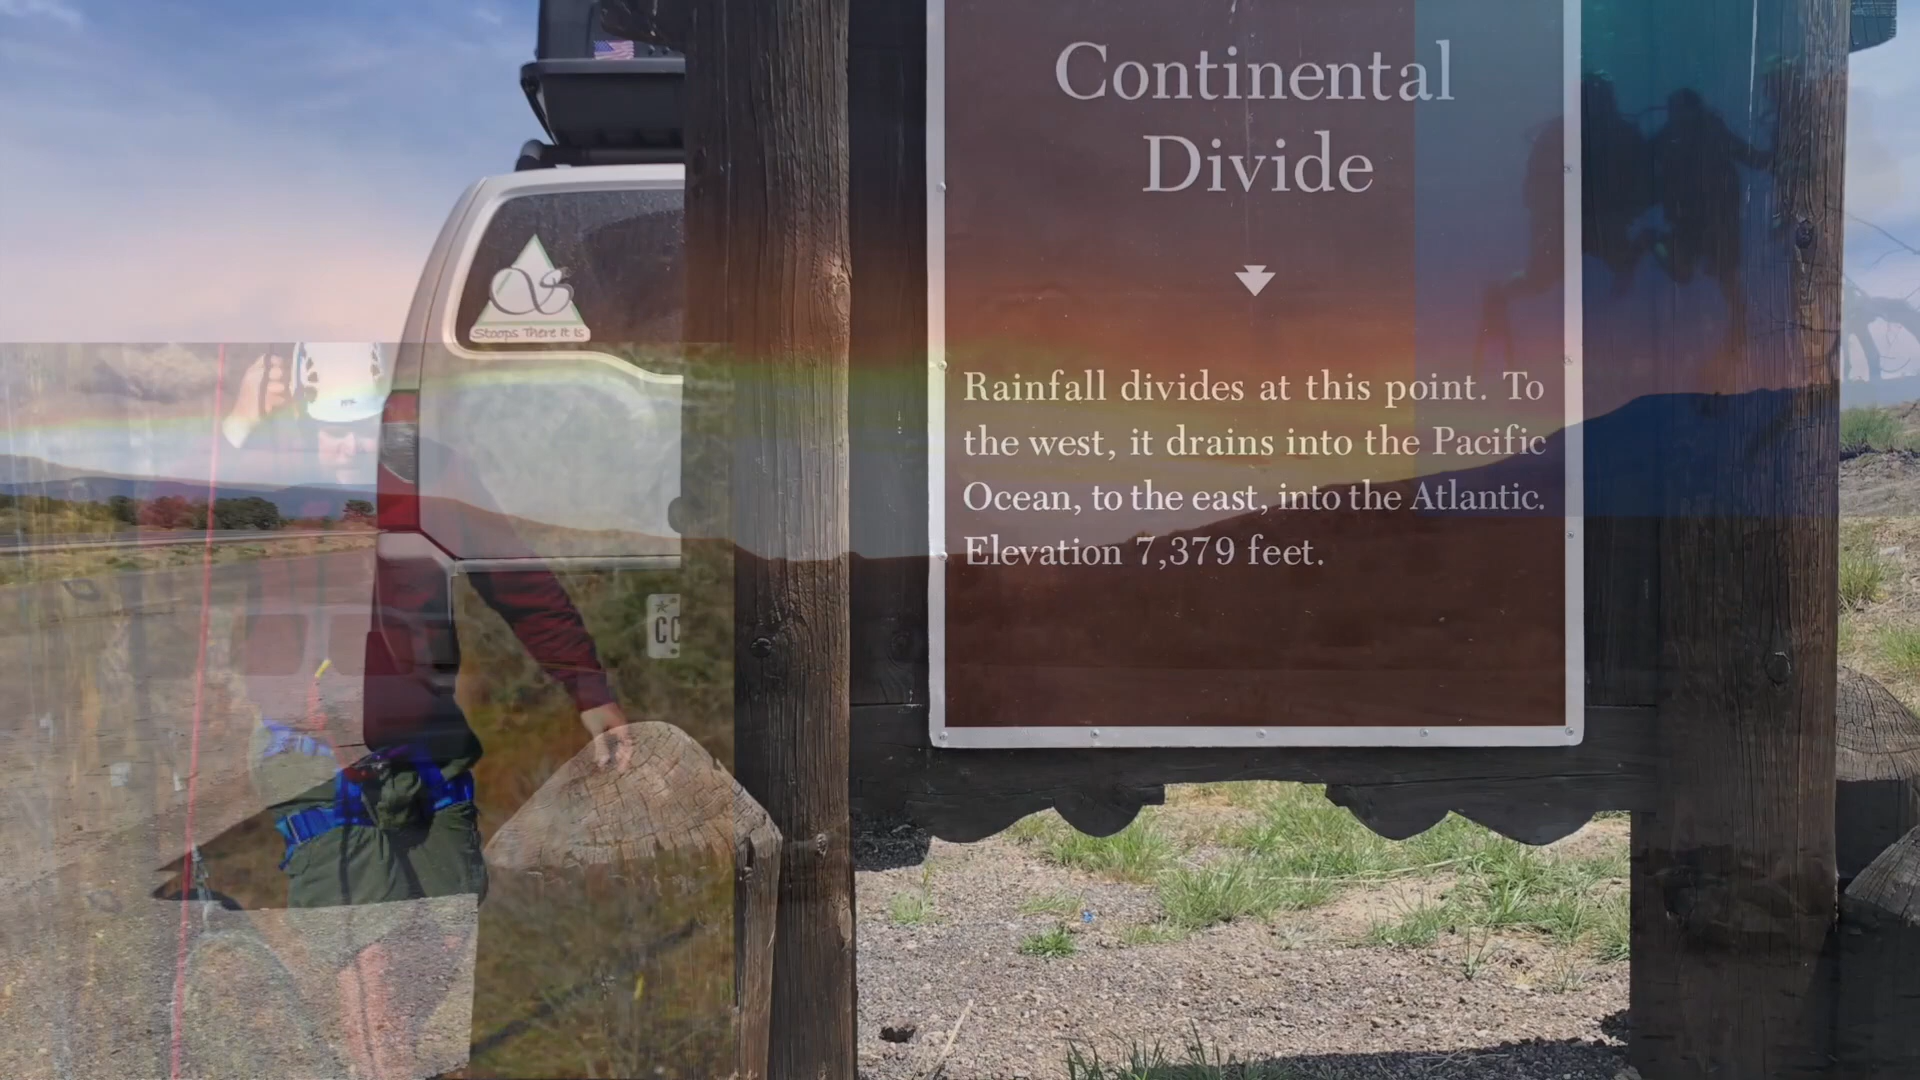 Continental
Divide
Rainfall divides at this point. To
the west, it drains into the Pacific
Ocean, to the east, into the Atlantic.
Elevation 7,379 feet.
Stoops There It Is
CC